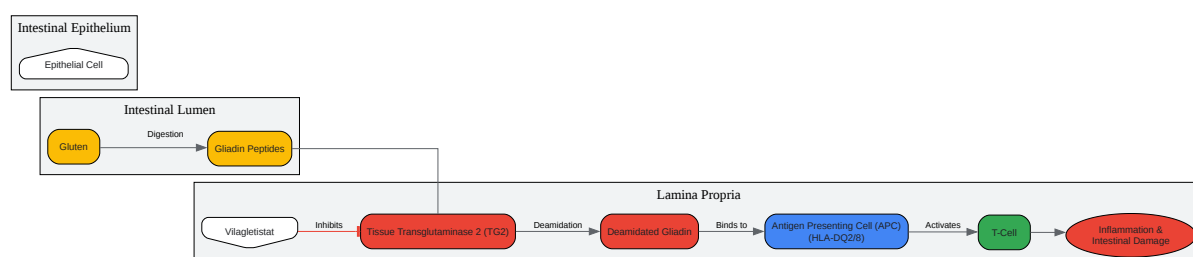 Intestinal Epithelium
Epithelial Cell
Intestinal Lumen
Gluten
Digestion
Gliadin Peptides
Lamina Propria
Vilagletistat
Inhibits
Tissue Transglutaminase 2 (TG2)
Deamidation
Deamidated Gliadin
Binds to
Antigen Presenting Cell (APC)
(HLA-DQ2/8)
Activates
T-Cell
Inflammation &
Intestinal Damage